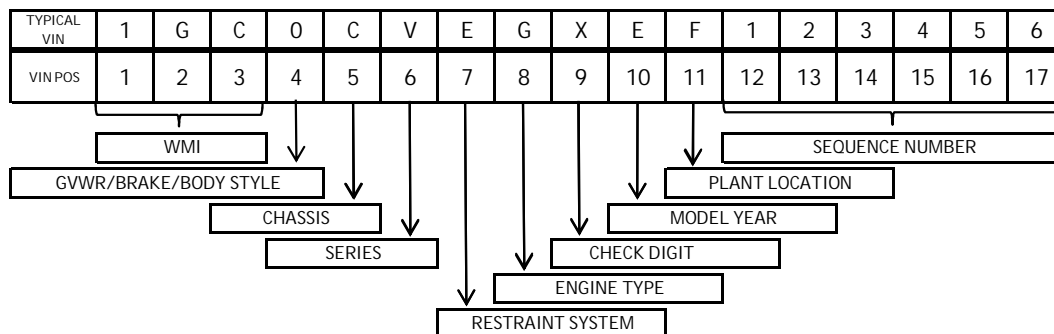 TYPICAL VIN 1 G C 0 C V E G X E F 1 2 3 4 5 6
VIN POS 1 2 3 4 5 6 7 8 9 10 11 12 13 14 15 16 17
WMI SEQUENCE NUMBER
GVWR/BRAKE/BODY STYLE PLANT LOCATION
CHASSIS MODEL YEAR
SERIES CHECK DIGIT
ENGINE TYPE
RESTRAINT SYSTEM